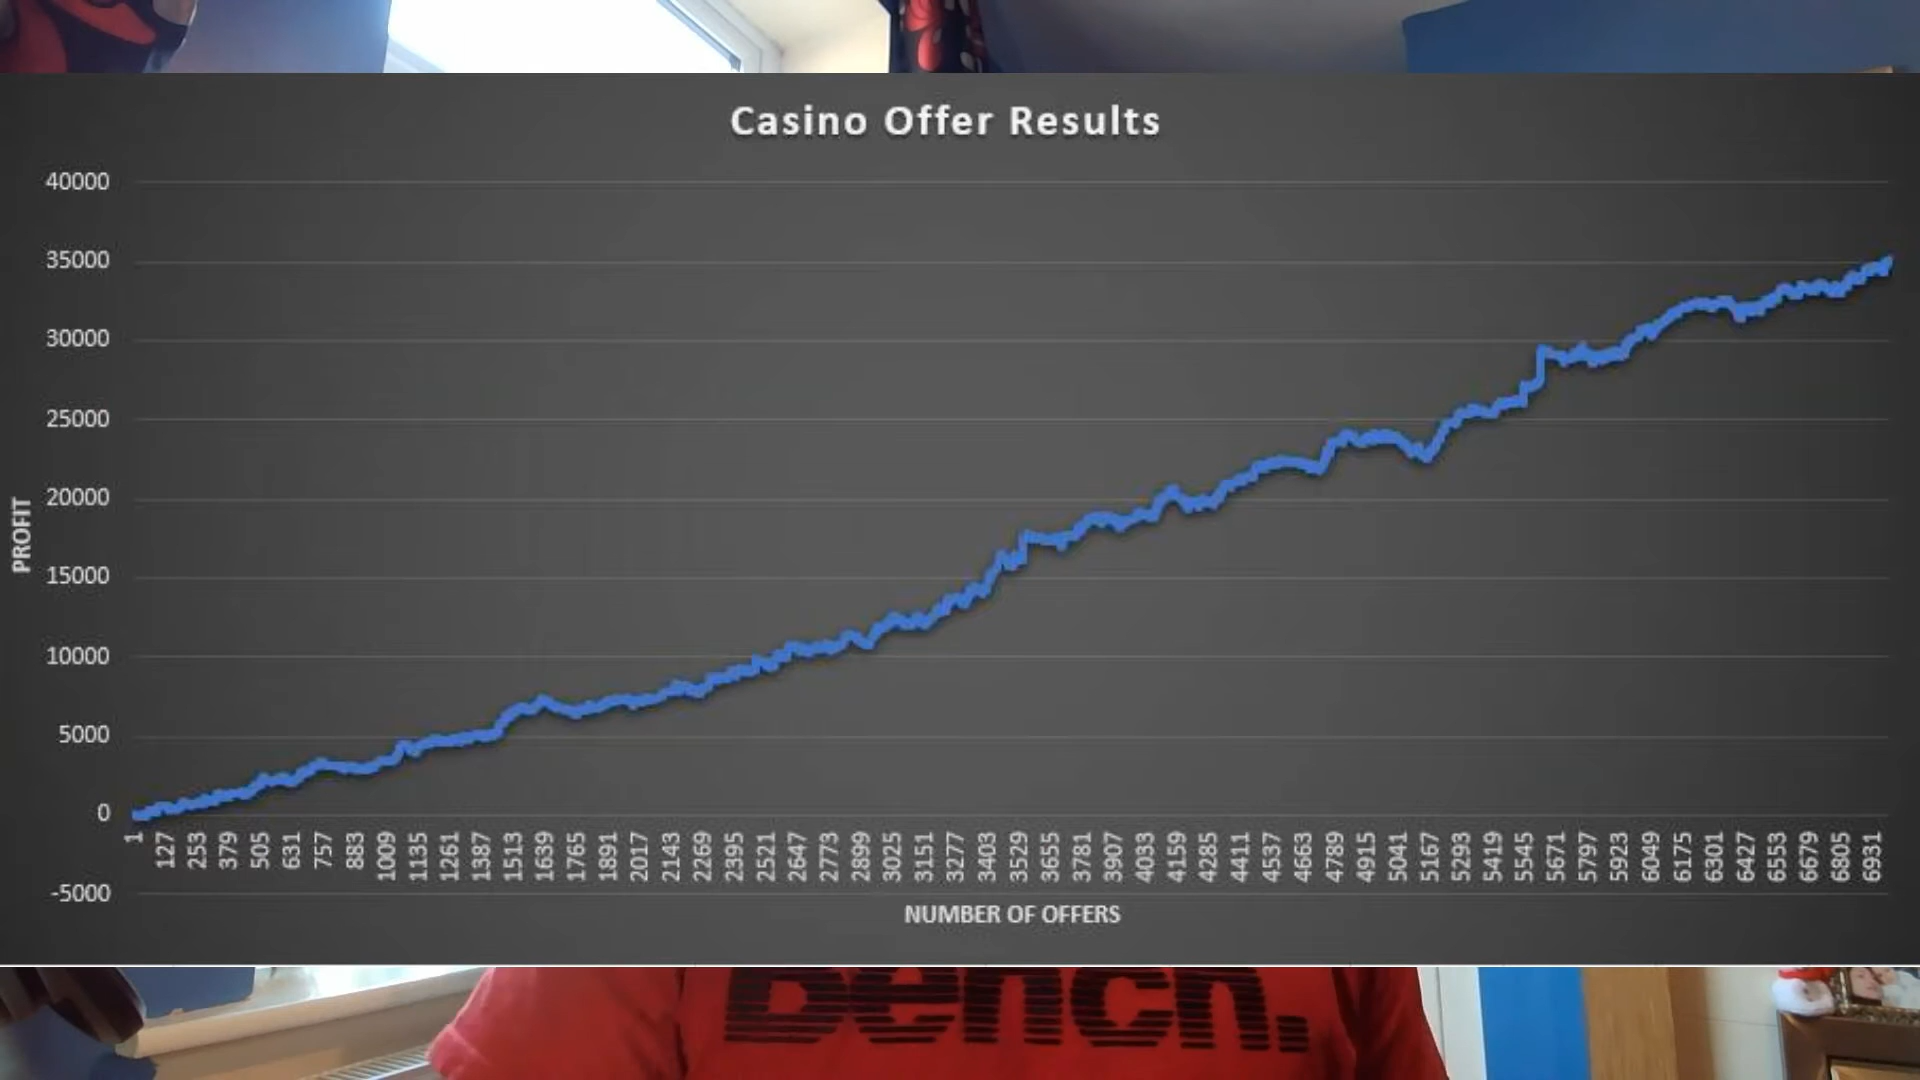 Casino Offer Results
40000
35000
30000
25000
20000
15000
10000
5000
0
-5000
PROFIT
1 127 253 379 505 631 757 883 1009 1135 1261 1387 1513 1639 1765 1891 2017 2143 2269 2395 2521 2647 2773 2899 3025 3151 3277 3403 3529 3655 3781 3907 4033 4159 4285 4411 4537 4663 4789 4915 5041 5167 5293 5419 5545 5671 5797 5923 6049 6175 6301 6427 6553 6679 6805 6931
NUMBER OF OFFERS
Bench.